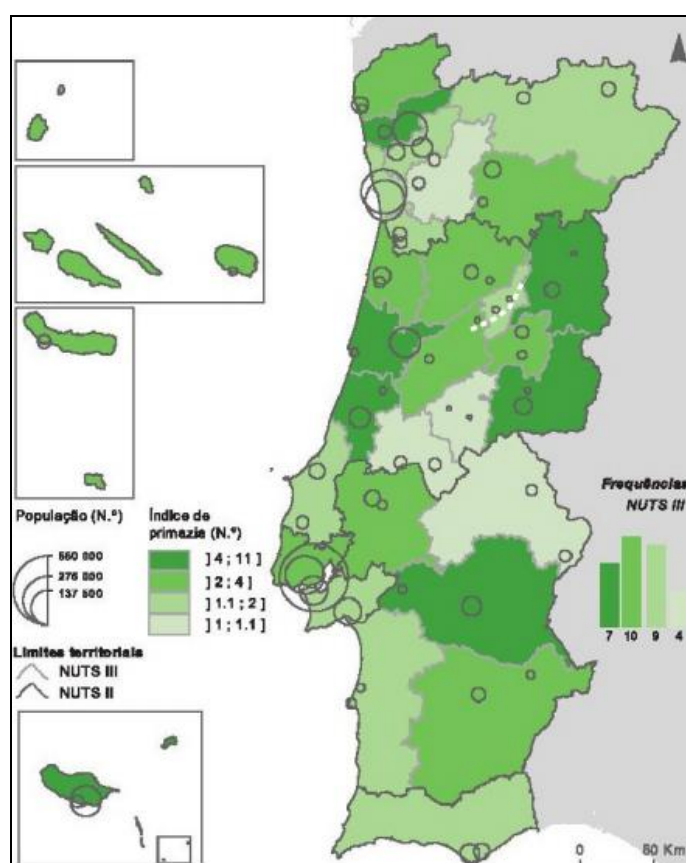 População (N.º)
550 000
275 000
137 500
Índice de
primazia (N.º)
] 4 ; 11 ]
] 2 ; 4 ]
] 1.1 ; 2 ]
] 1 ; 1.1 ]
Limites territoriais
NUTS III
NUTS II
Frequências
NUTS III
7 10 9 4
0 50 Km